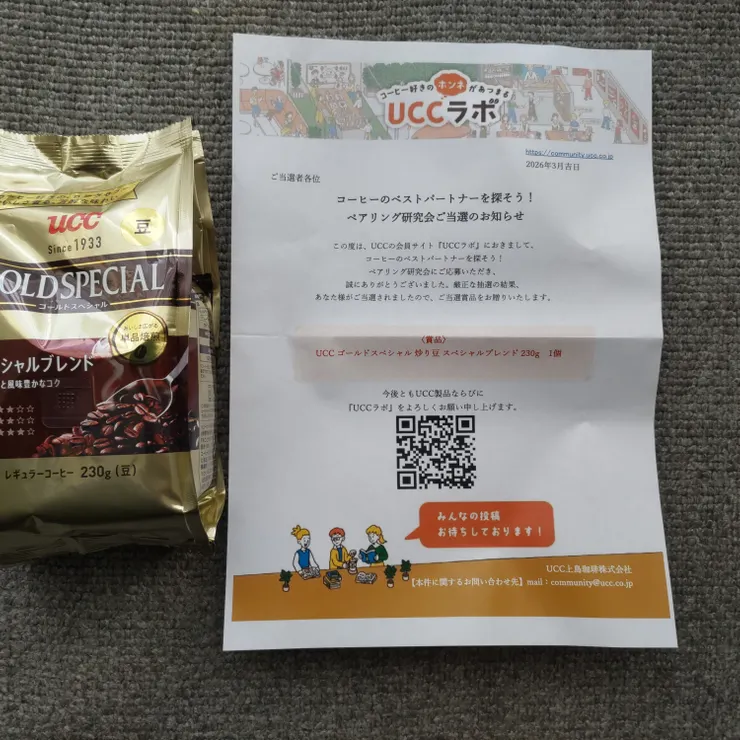 ucc
豆
Since 1933
OLD SPECIAL
ゴールドスペシャル
単品焙煎
シャルブレンド
と風味豊かなコク
レギュラーコーヒー 230g (豆)
コーヒー好きの ホンネ があつまる
UCCラボ
https://community.ucc.co.jp
2026年3月吉日
ご当選者各位
コーヒーのベストパートナーを探そう!
ペアリング研究会ご当選のお知らせ
この度は、UCCの会員サイト『UCCラボ』におきまして、
コーヒーのベストパートナーを探そう!
ペアリング研究会にご応募いただき、
誠にありがとうございました。厳正な抽選の結果、
あなた様がご当選されましたので、ご当選賞品をお贈りいたします。
〈賞品〉
UCC ゴールドスペシャル 炒り豆 スペシャルブレンド 230g 1個
今後ともUCC製品ならびに
『UCCラボ』をよろしくお願い申し上げます。
みんなの投稿
お待ちしております!
UCC上島珈琲株式会社
【本件に関するお問い合わせ先】mail:community@ucc.co.jp